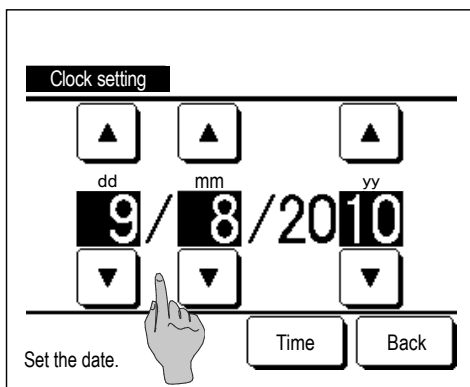 Clock setting
▲ ▲ ▲
dd mm yy
9/ 8/2010
▼ ▼ ▼
Time Back
Set the date.